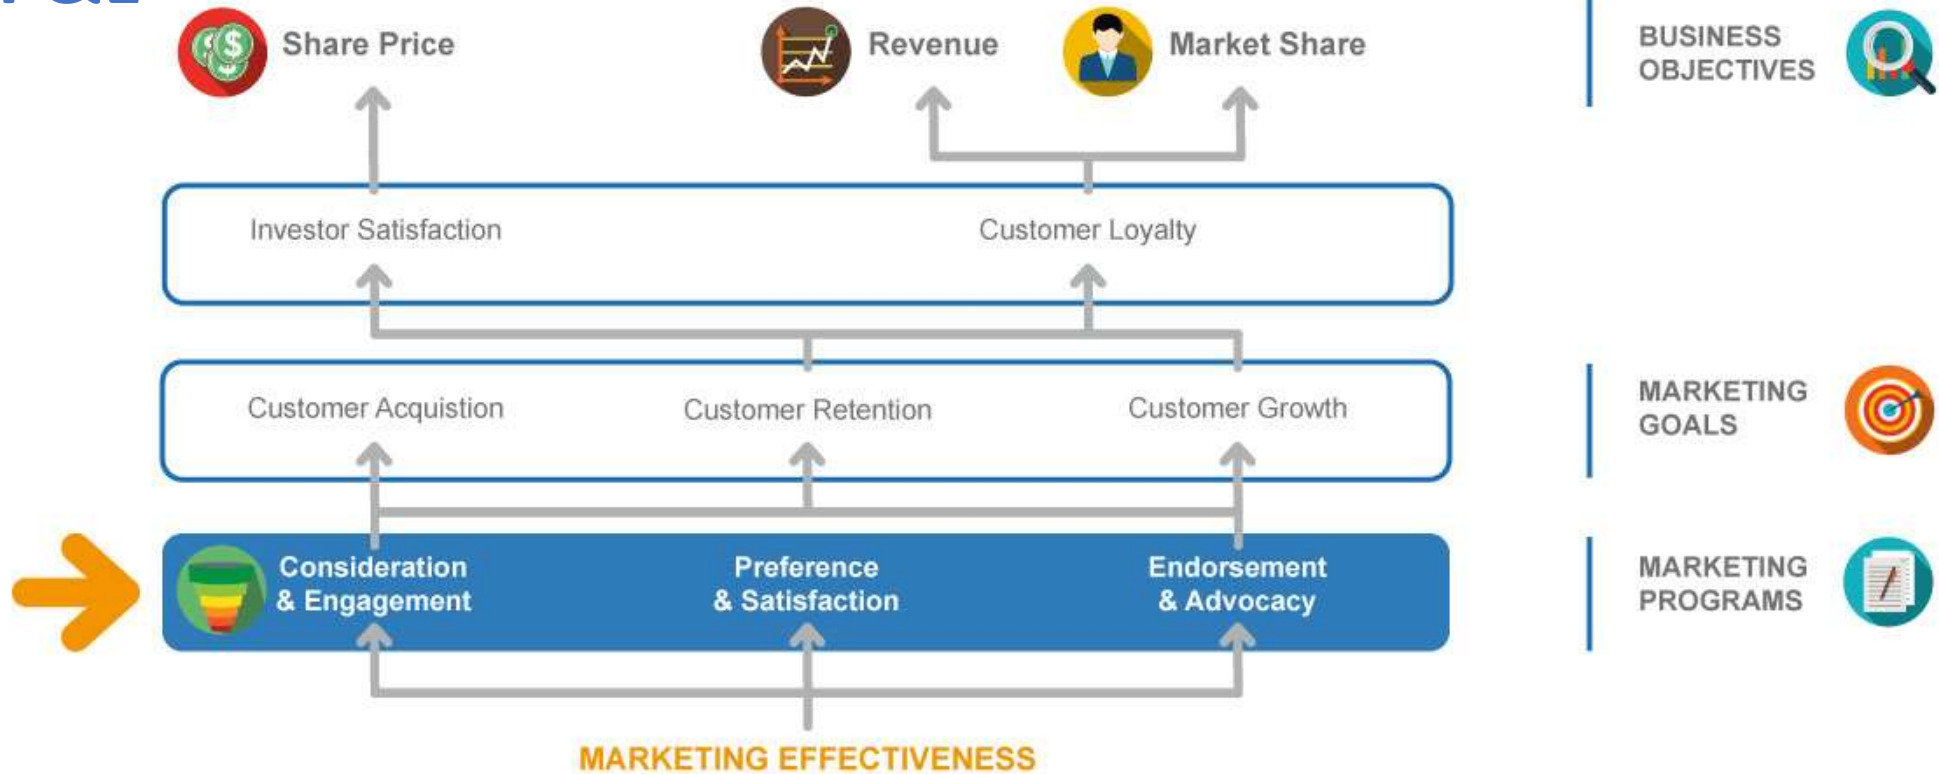 Share Price
Revenue
Market Share
BUSINESS
OBJECTIVES
Investor Satisfaction
Customer Loyalty
Customer Acquistion
Customer Retention
Customer Growth
MARKETING
GOALS
Consideration
& Engagement
Preference
& Satisfaction
Endorsement
& Advocacy
MARKETING
PROGRAMS
MARKETING EFFECTIVENESS